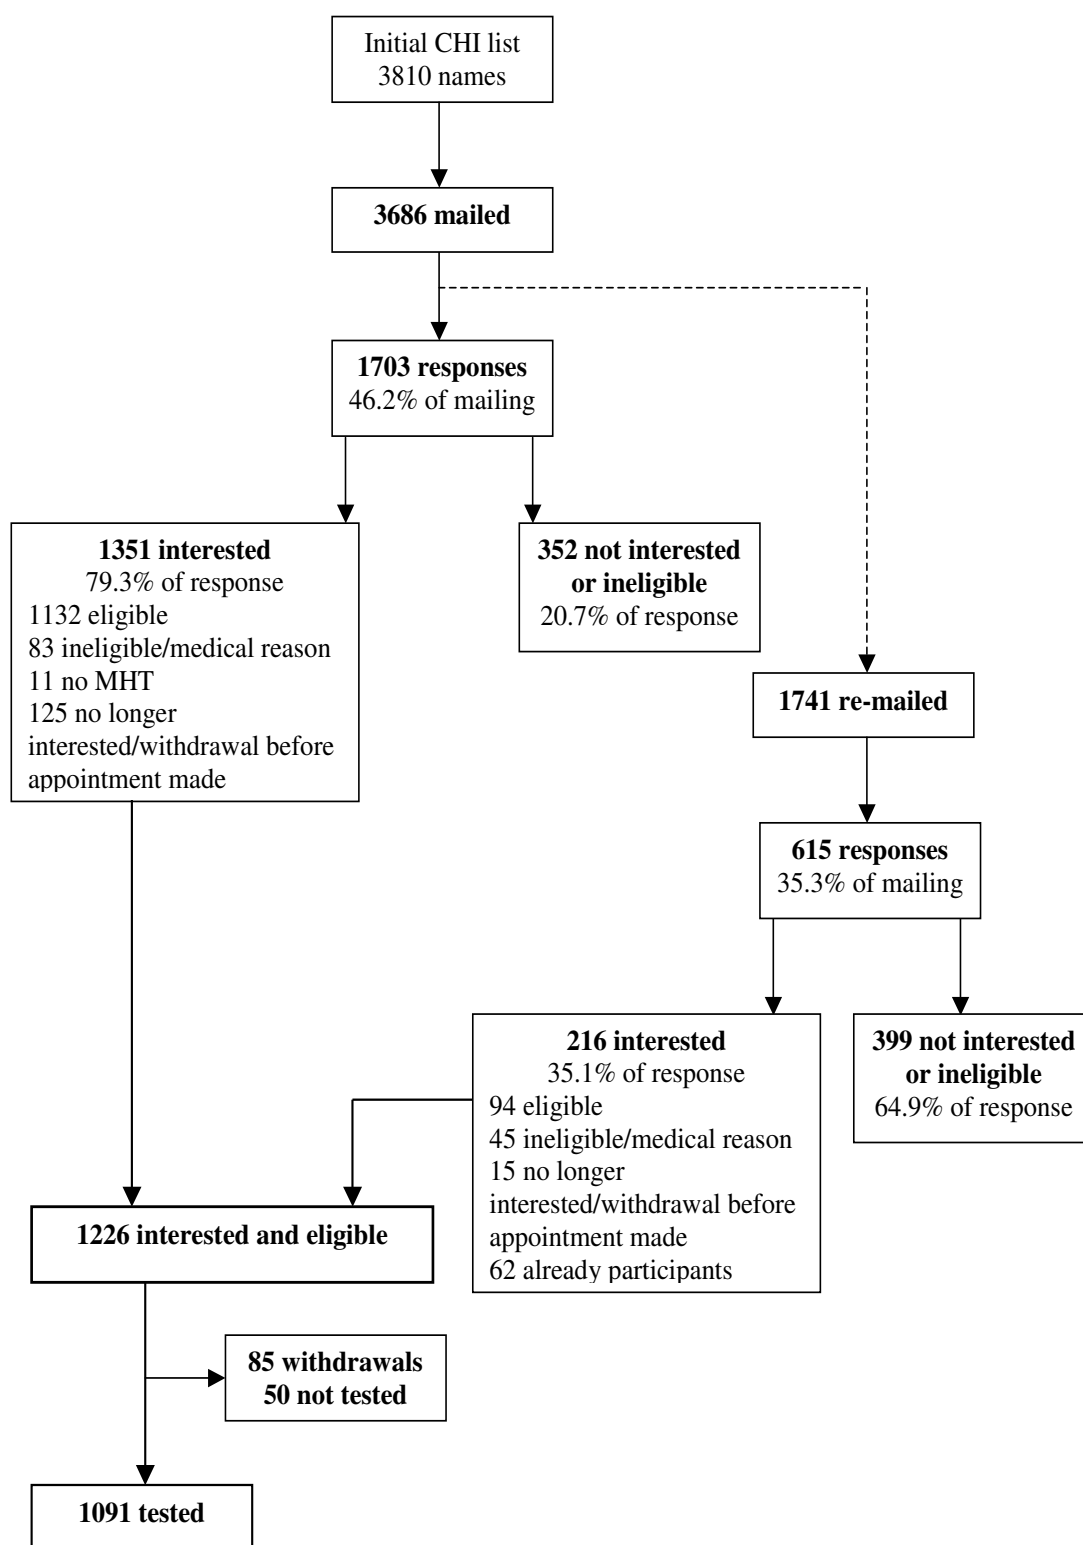 Initial CHI list
3810 names
3686 mailed
1703 responses
46.2% of mailing
1351 interested
79.3% of response
1132 eligible
83 ineligible/medical reason
11 no MHT
125 no longer
interested/withdrawal before
appointment made
352 not interested
or ineligible
20.7% of response
1741 re-mailed
615 responses
35.3% of mailing
216 interested
35.1% of response
94 eligible
45 ineligible/medical reason
15 no longer
interested/withdrawal before
appointment made
62 already participants
399 not interested
or ineligible
64.9% of response
1226 interested and eligible
85 withdrawals
50 not tested
1091 tested